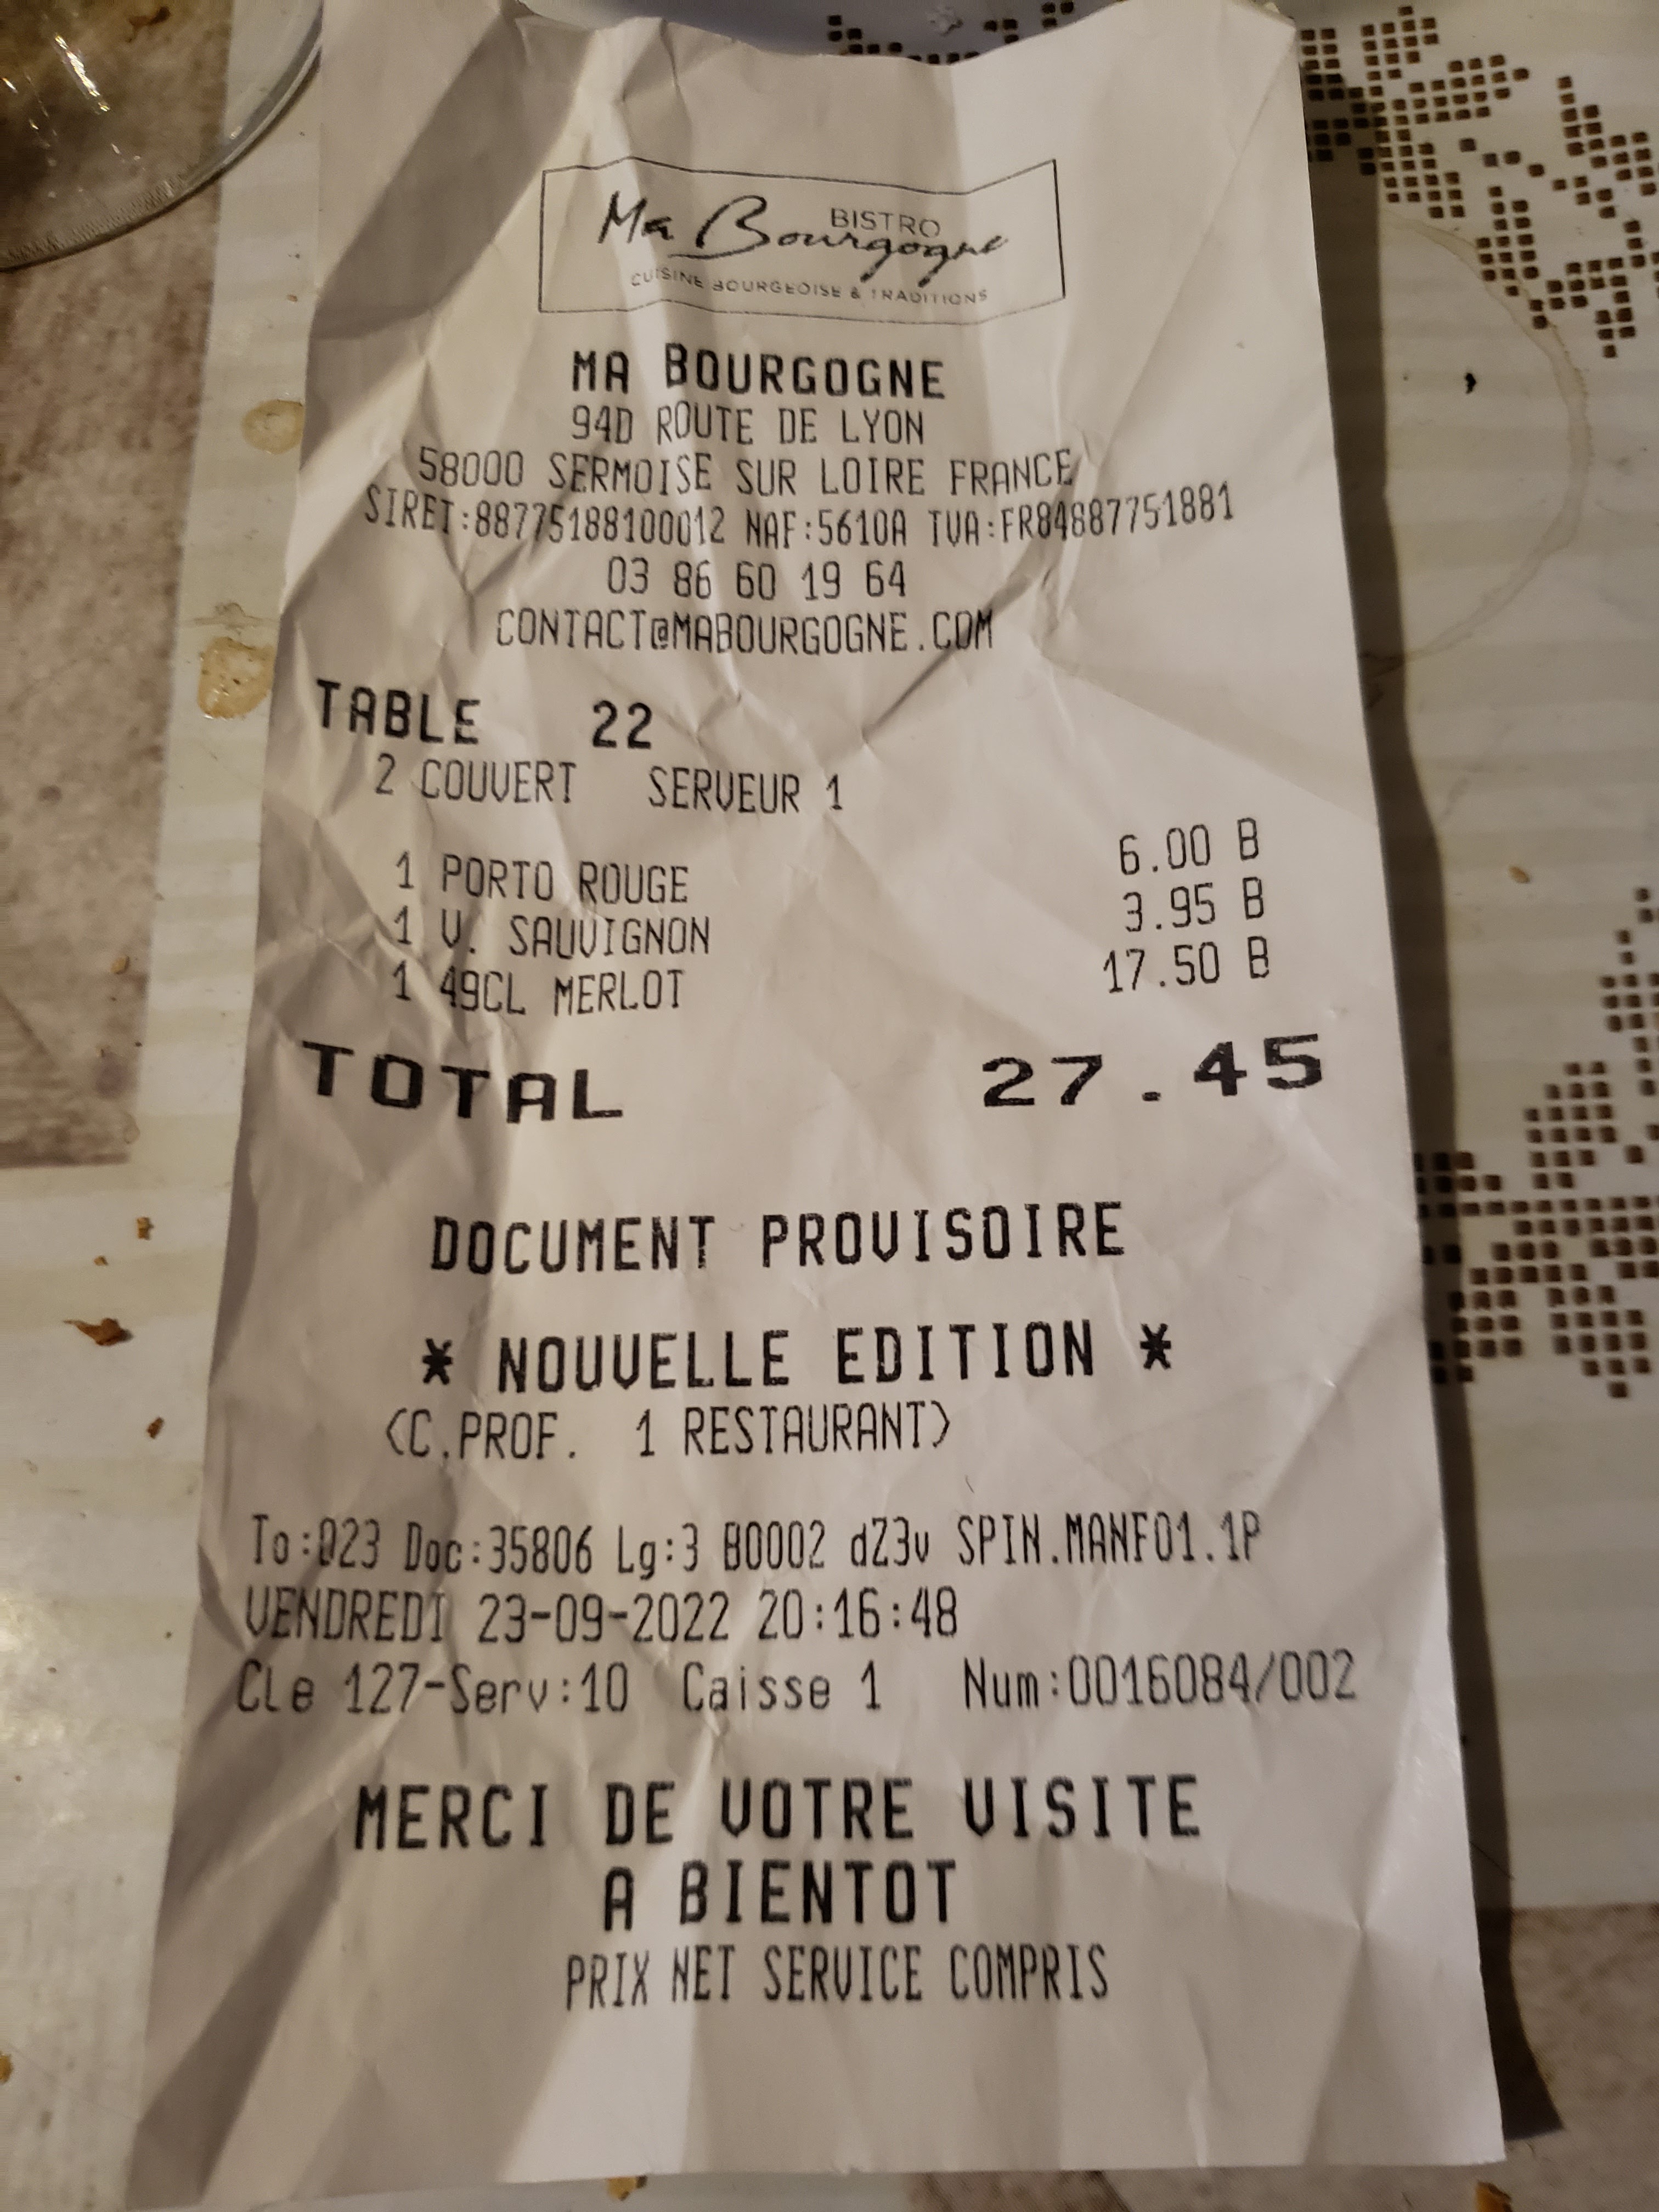 BISTRO
Ma Bourgogne
CUISINE BOURGEOISE & TRADITIONS
MA BOURGOGNE
94D ROUTE DE LYON
58000 SERMOISE SUR LOIRE FRANCE
SIRET:88775188100012 NAF:5610A TVA:FR84887751881
03 86 60 19 64
CONTACT@MABOURGOGNE.COM
TABLE 22
2 COUVERT SERVEUR 1
1 PORTO ROUGE 6.00 B
1 V. SAUVIGNON 3.95 B
1 49CL MERLOT 17.50 B
TOTAL 27.45
DOCUMENT PROVISOIRE
* NOUVELLE EDITION *
(C.PROF. 1 RESTAURANT)
To:023 Doc:35806 Lg:3 B0002 dZ3v SPIN.MANF01.1P
VENDREDI 23-09-2022 20:16:48
Cle 127-Serv:10 Caisse 1 Num:0016084/002
MERCI DE VOTRE VISITE
A BIENTOT
PRIX NET SERVICE COMPRIS